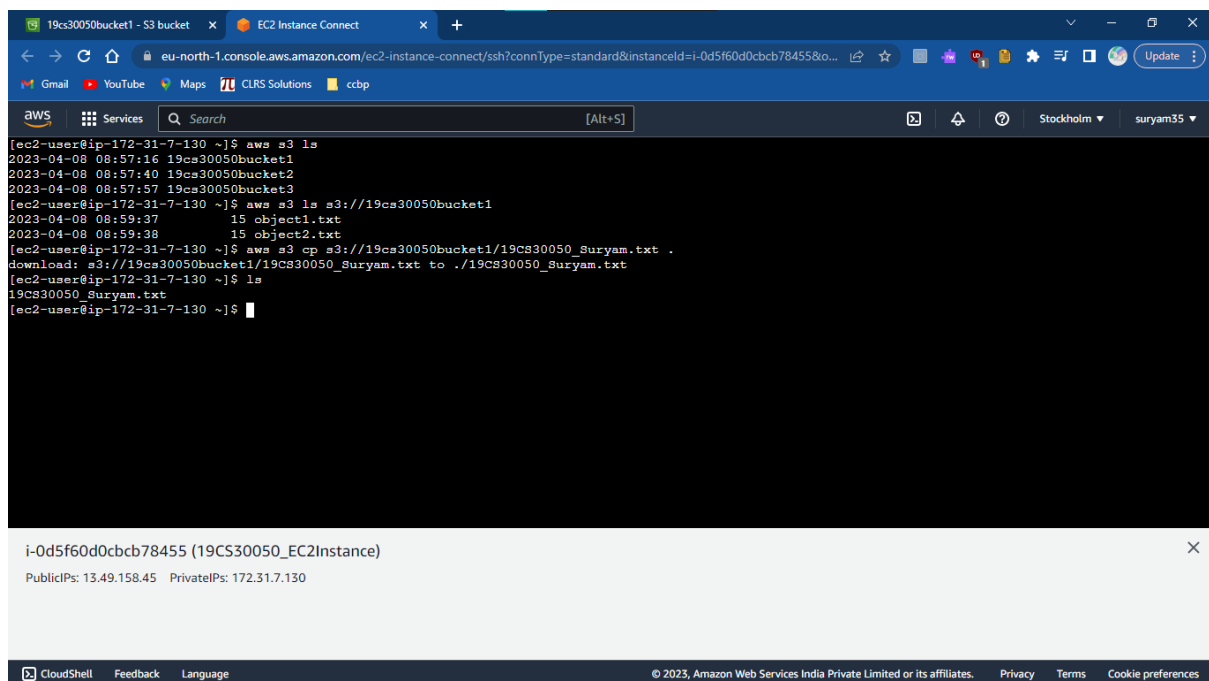 19cs30050bucket1 - S3 bucket
EC2 Instance Connect
eu-north-1.console.aws.amazon.com/ec2-instance-connect/ssh?connType=standard&instanceId=i-0d5f60d0cbcb78455&o...
1
Update
Gmail YouTube Maps CLRS Solutions ccbp
aws Services Search [Alt+S] Stockholm suryam35
[ec2-user@ip-172-31-7-130 ~]$ aws s3 ls
2023-04-08 08:57:16 19cs30050bucket1
2023-04-08 08:57:40 19cs30050bucket2
2023-04-08 08:57:57 19cs30050bucket3
[ec2-user@ip-172-31-7-130 ~]$ aws s3 ls s3://19cs30050bucket1
2023-04-08 08:59:37         15 object1.txt
2023-04-08 08:59:38         15 object2.txt
[ec2-user@ip-172-31-7-130 ~]$ aws s3 cp s3://19cs30050bucket1/19CS30050_Suryam.txt .
download: s3://19cs30050bucket1/19CS30050_Suryam.txt to ./19CS30050_Suryam.txt
[ec2-user@ip-172-31-7-130 ~]$ ls
19CS30050_Suryam.txt
[ec2-user@ip-172-31-7-130 ~]$
i-0d5f60d0cbcb78455 (19CS30050_EC2Instance)
PublicIPs: 13.49.158.45 PrivateIPs: 172.31.7.130
CloudShell Feedback Language © 2023, Amazon Web Services India Private Limited or its affiliates. Privacy Terms Cookie preferences